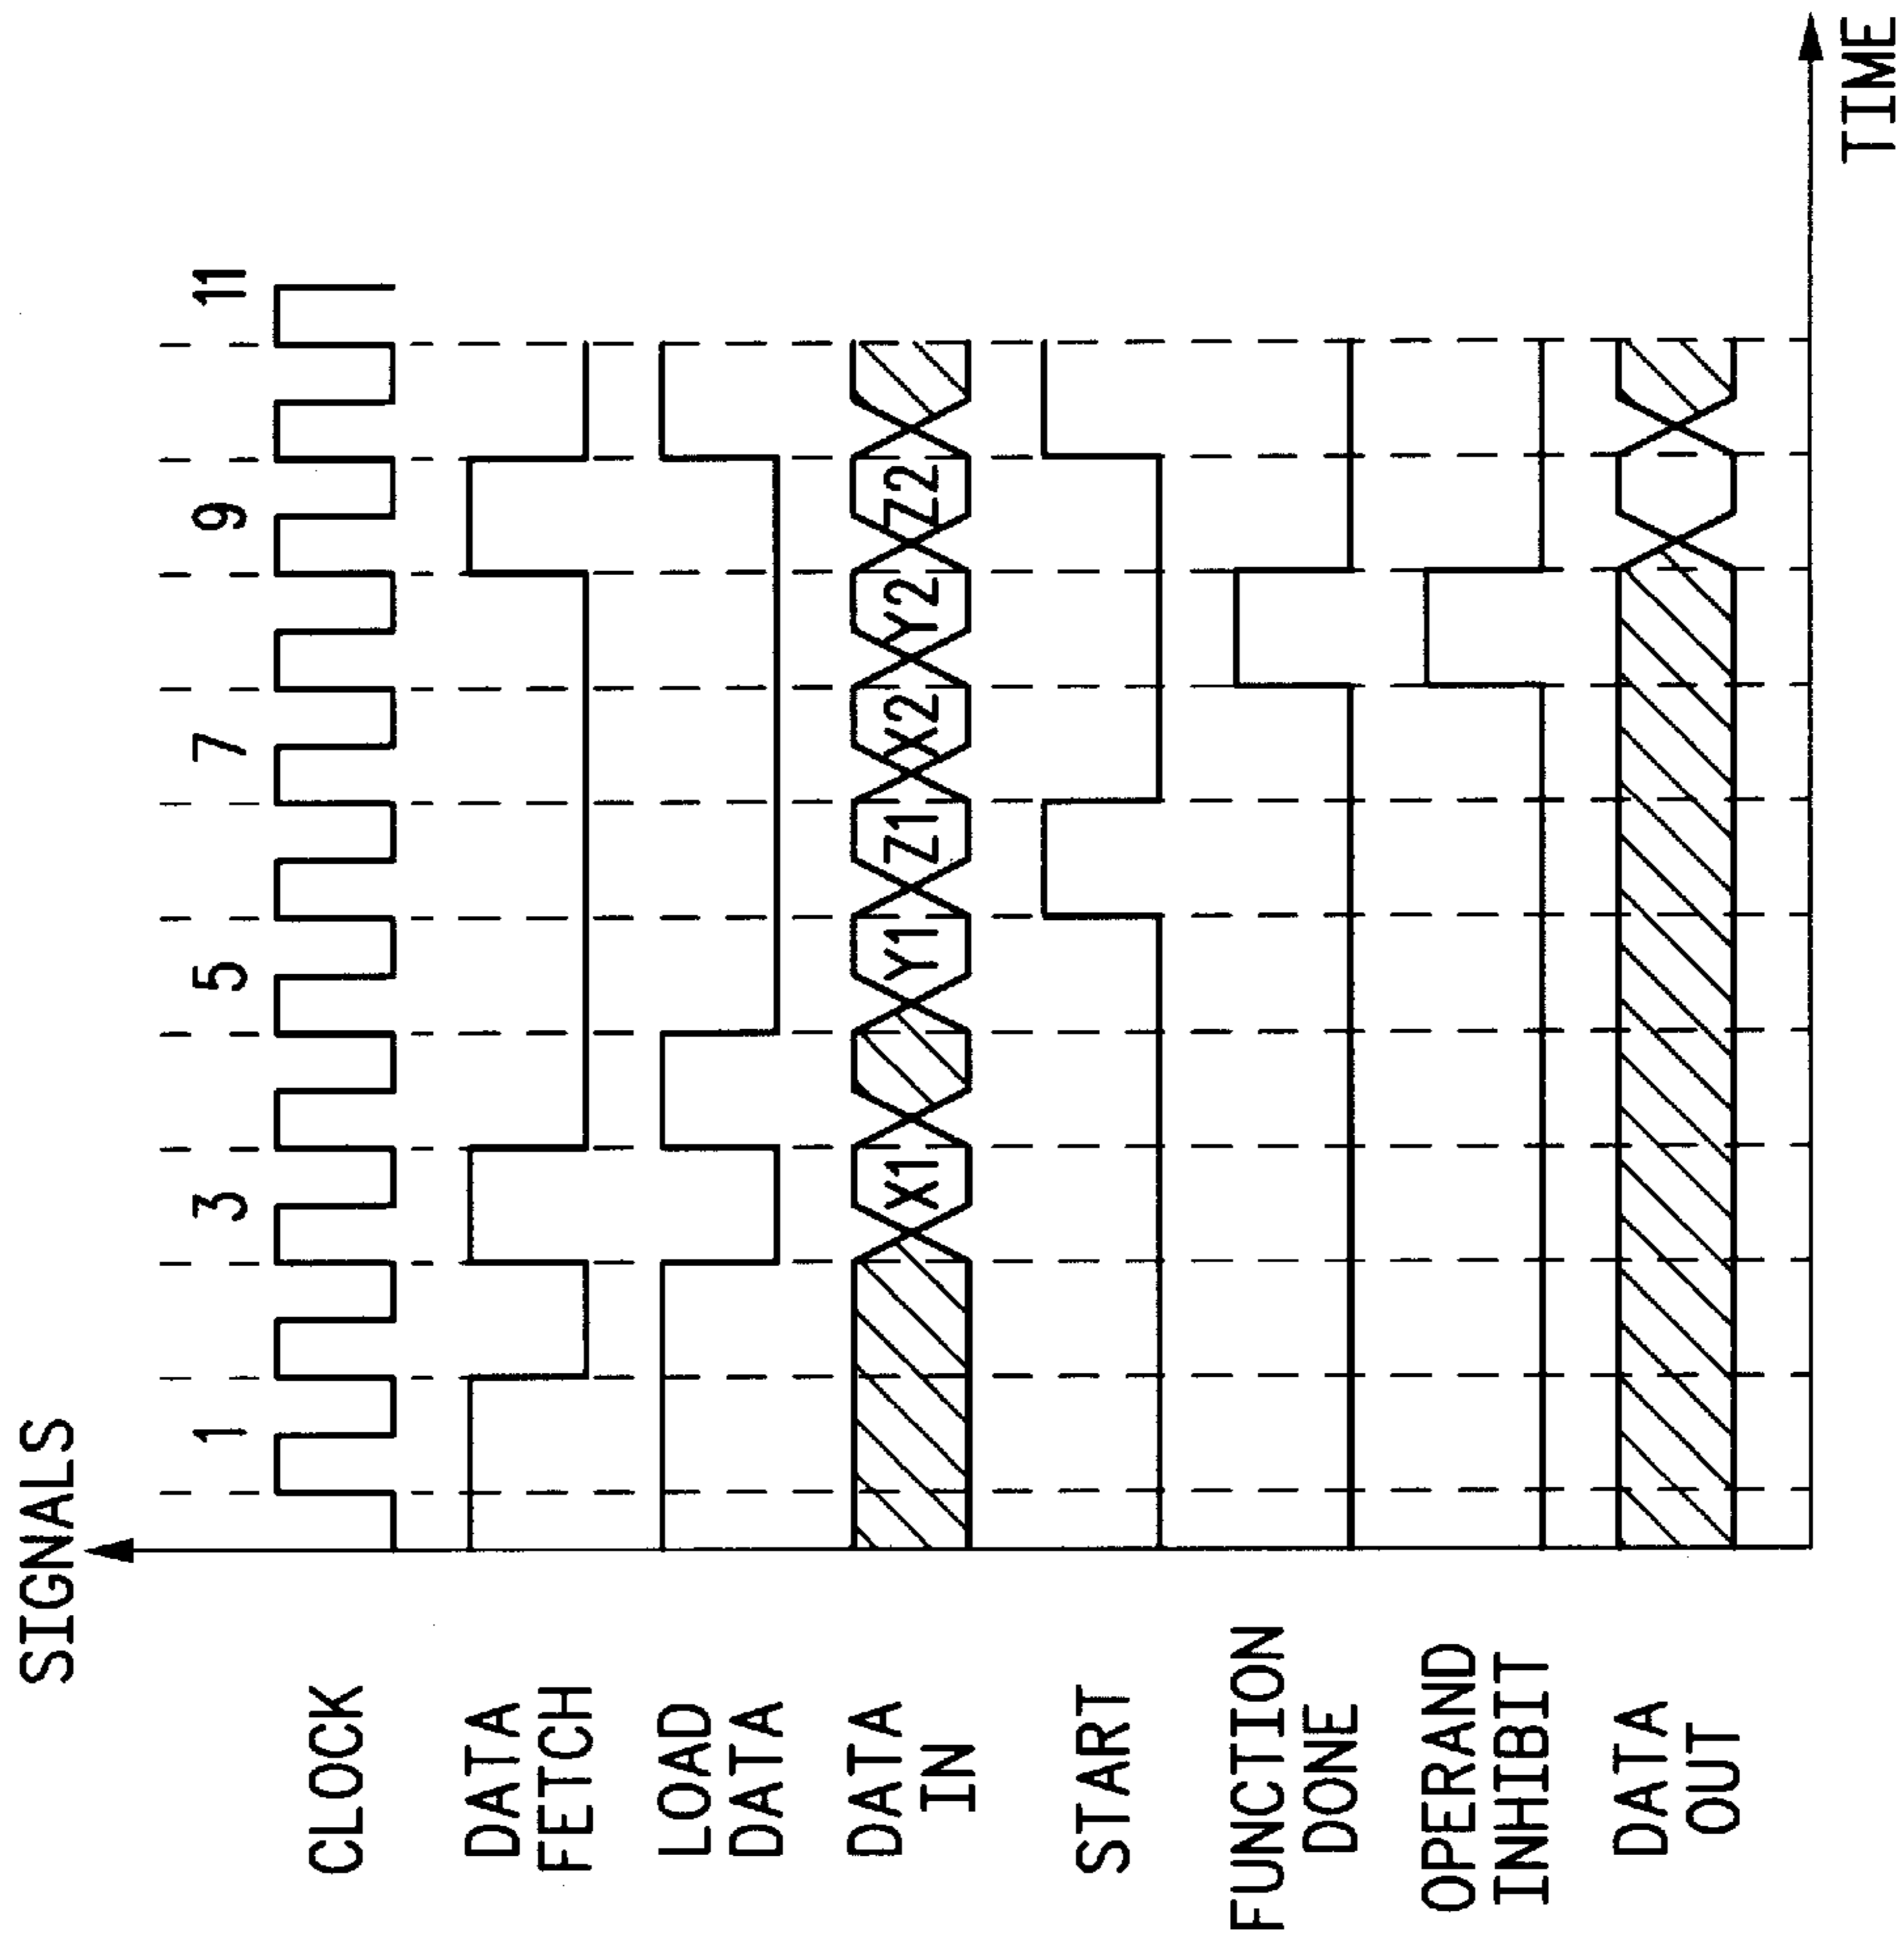 SIGNALS
1
3
5
7
9
11
CLOCK
DATA
FETCH
LOAD
DATA
DATA
IN
X1
Y1
Z1
X2
Y2
Z2
START
FUNCTION
DONE
OPERAND
INHIBIT
DATA
OUT
TIME